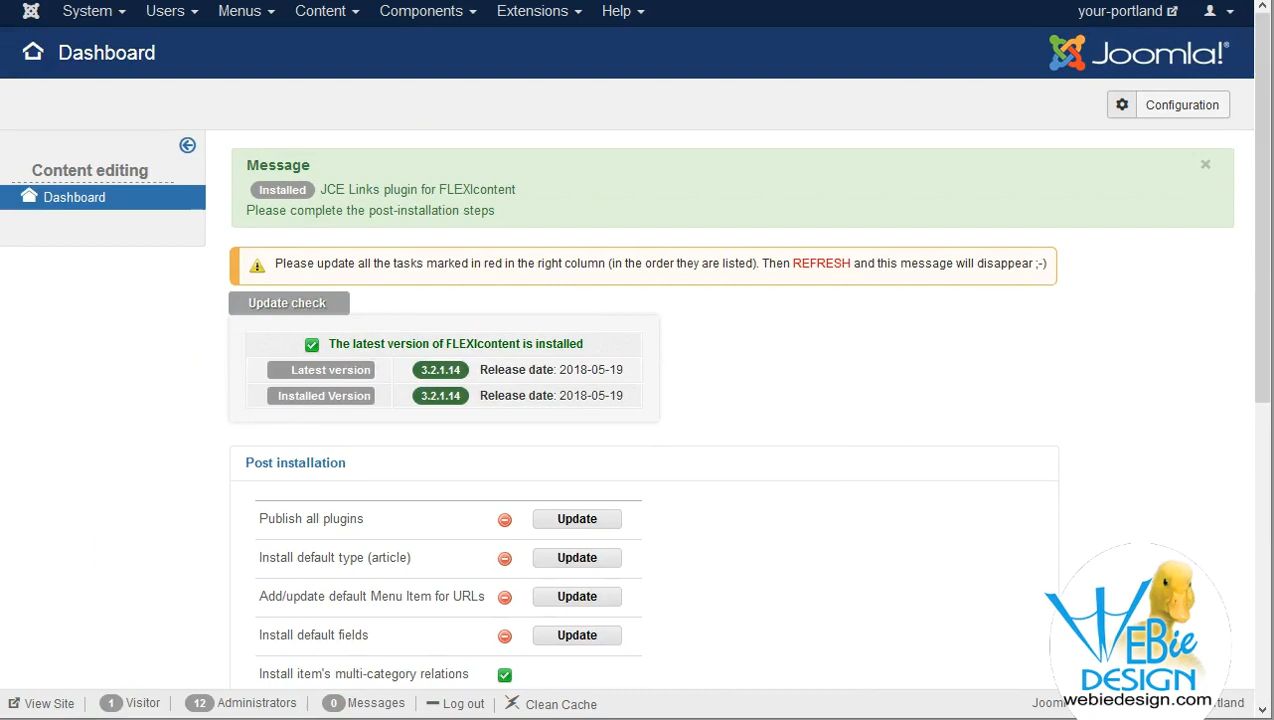 System Users Menus Content Components Extensions Help your-portland
Dashboard Joomla!®
Configuration
Content editing
Dashboard
Message
Installed JCE Links plugin for FLEXIcontent
Please complete the post-installation steps
Please update all the tasks marked in red in the right column (in the order they are listed). Then REFRESH and this message will disappear ;-)
Update check
The latest version of FLEXIcontent is installed
Latest version 3.2.1.14 Release date: 2018-05-19
Installed Version 3.2.1.14 Release date: 2018-05-19
Post installation
Publish all plugins Update
Install default type (article) Update
Add/update default Menu Item for URLs Update
Install default fields Update
Install item's multi-category relations
WEBie
DESIGN
webiedesign.com
View Site 1 Visitor 12 Administrators 0 Messages Log out Clean Cache